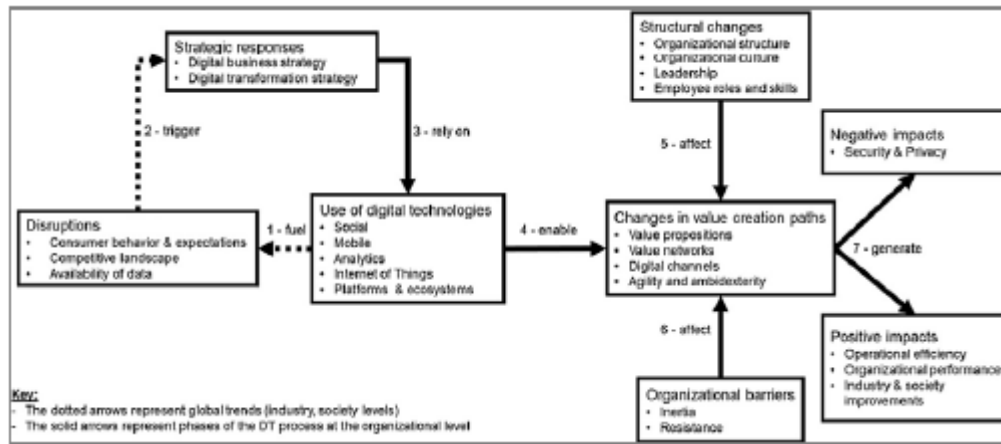 Strategic responses
• Digital business strategy
• Digital transformation strategy
Structural changes
• Organizational structure
• Organizational culture
• Leadership
• Employee roles and skills
2 - trigger
3 - rely on
5 - affect
Negative impacts
• Security & Privacy
Disruptions
• Consumer behavior & expectations
• Competitive landscape
• Availability of data
1 - fuel
Use of digital technologies
• Social
• Mobile
• Analytics
• Internet of Things
• Platforms & ecosystems
4 - enable
Changes in value creation paths
• Value propositions
• Value networks
• Digital channels
• Agility and ambidexterity
7 - generate
6 - affect
Positive impacts
• Operational efficiency
• Organizational performance
• Industry & society
improvements
Organizational barriers
• Inertia
• Resistance
Key:
- The dotted arrows represent global trends (industry, society levels)
- The solid arrows represent phases of the DT process at the organizational level